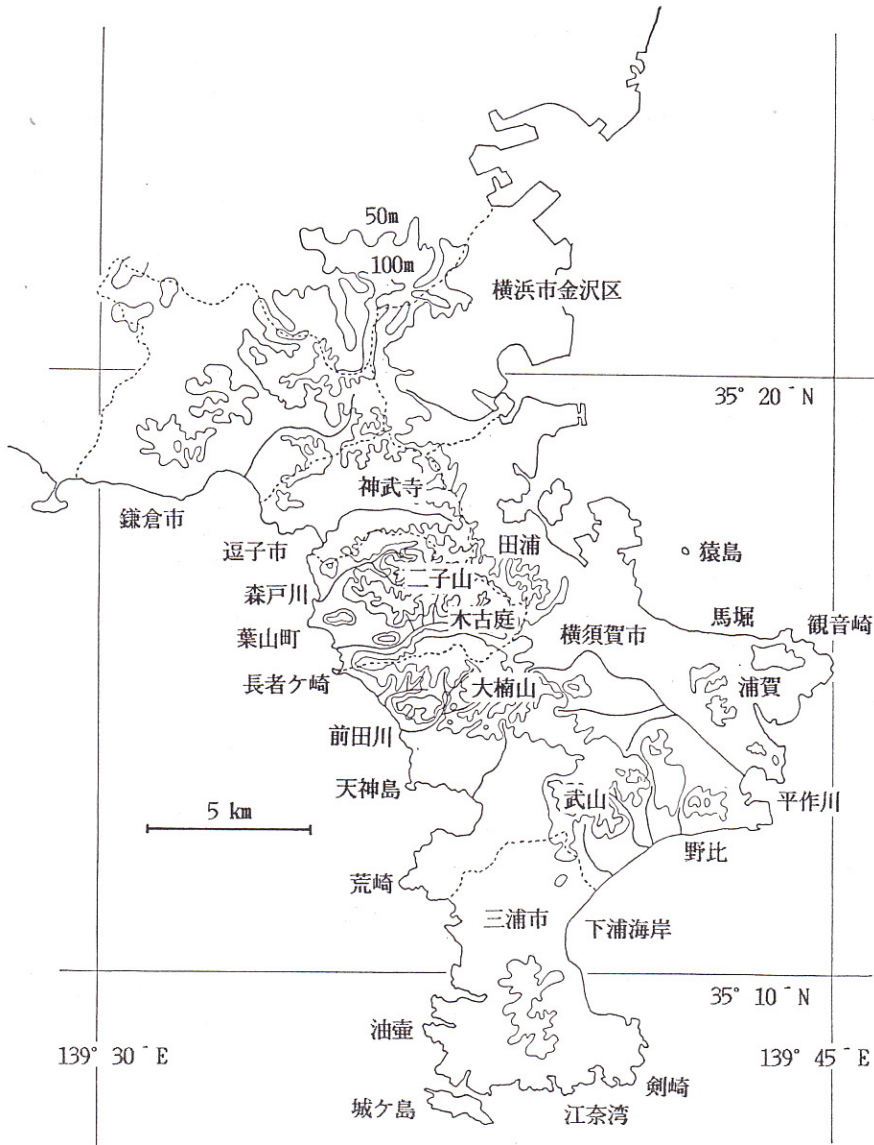 50m
100m
横浜市金沢区
35° 20´ N
神武寺
鎌倉市
田浦
逗子市
猿島
二子山
森戸川
木古庭
馬堀
観音崎
葉山町
横須賀市
長者ケ崎
大楠山
浦賀
前田川
天神島
武山
平作川
5 km
野比
荒崎
三浦市
下浦海岸
35° 10´ N
油壺
139° 30´ E
139° 45´ E
剣崎
城ケ島
江奈湾